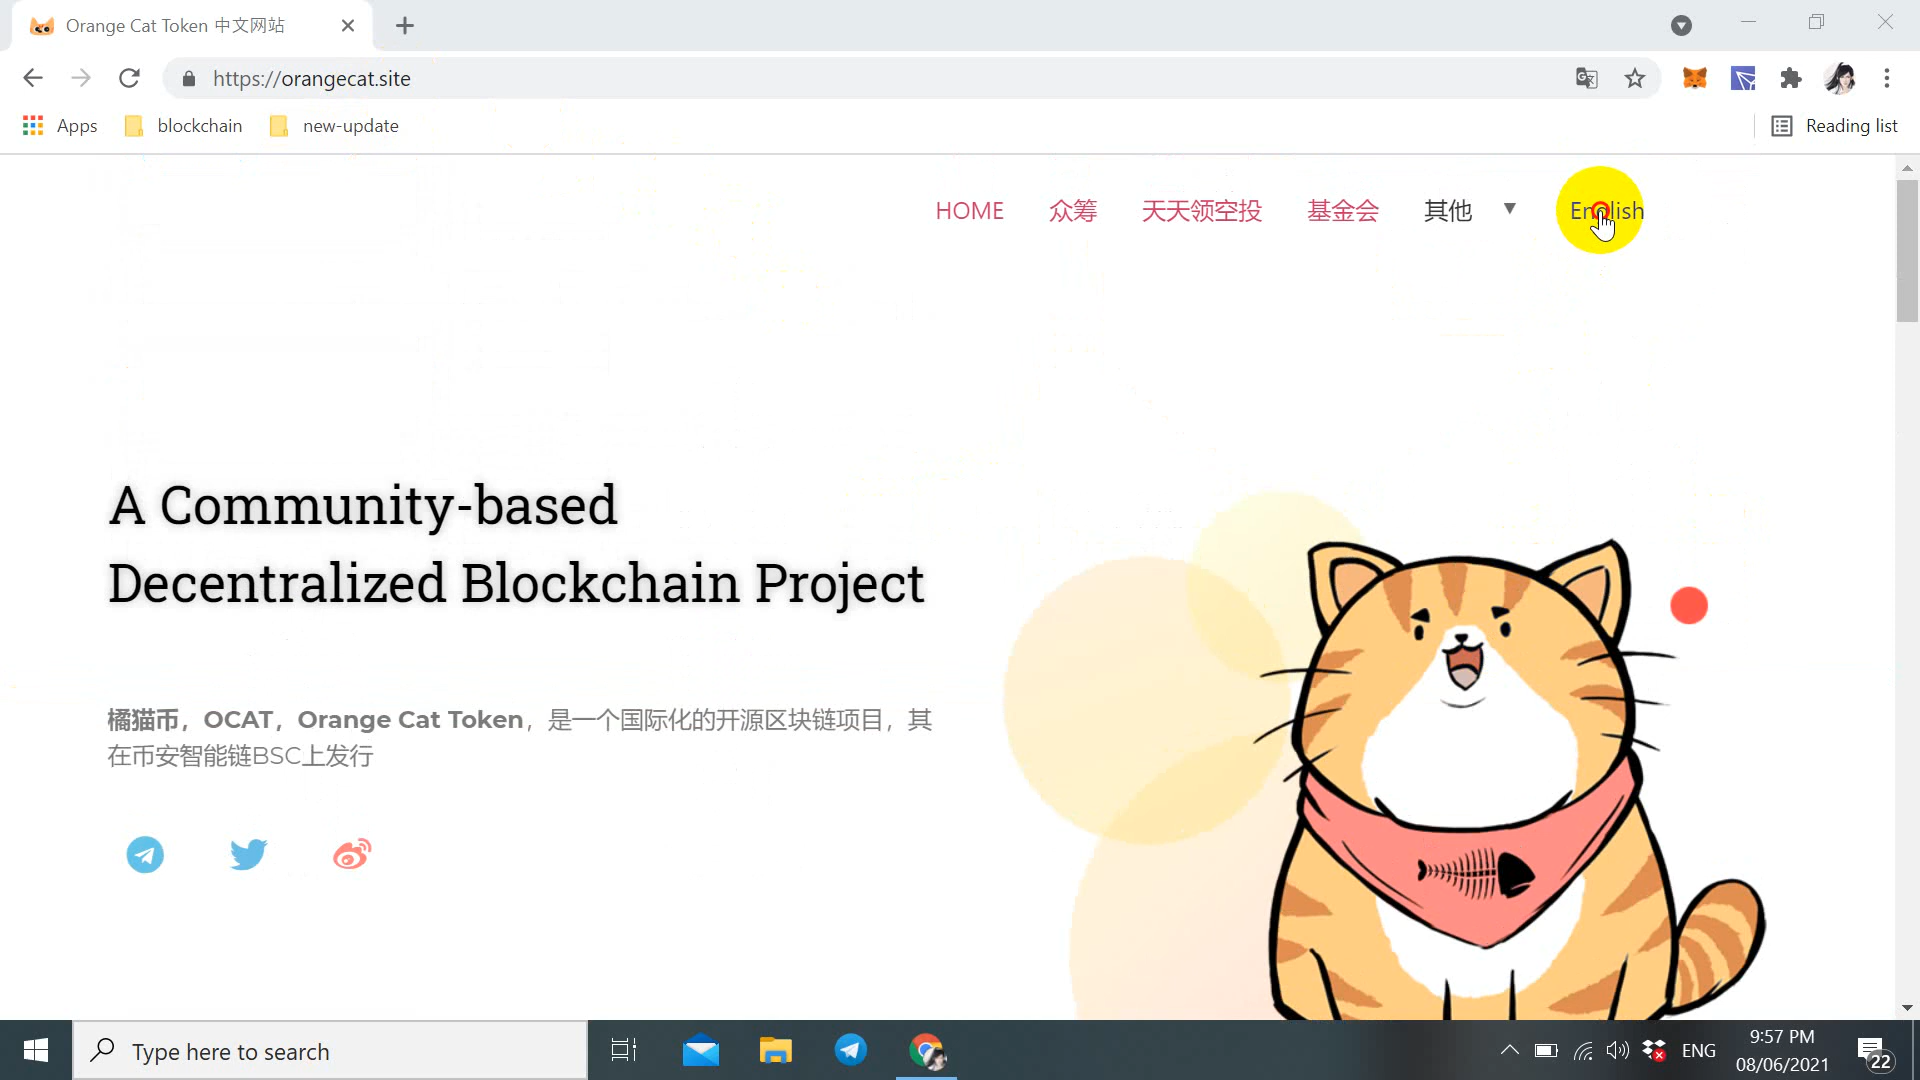 Orange Cat Token 中文网站
https://orangecat.site
Apps
blockchain
new-update
Reading list
HOME
众筹
天天领空投
基金会
其他
English
A Community-based
Decentralized Blockchain Project
橘猫币，OCAT，Orange Cat Token，是一个国际化的开源区块链项目，其
在币安智能链BSC上发行
Type here to search
ENG
9:57 PM
08/06/2021
22